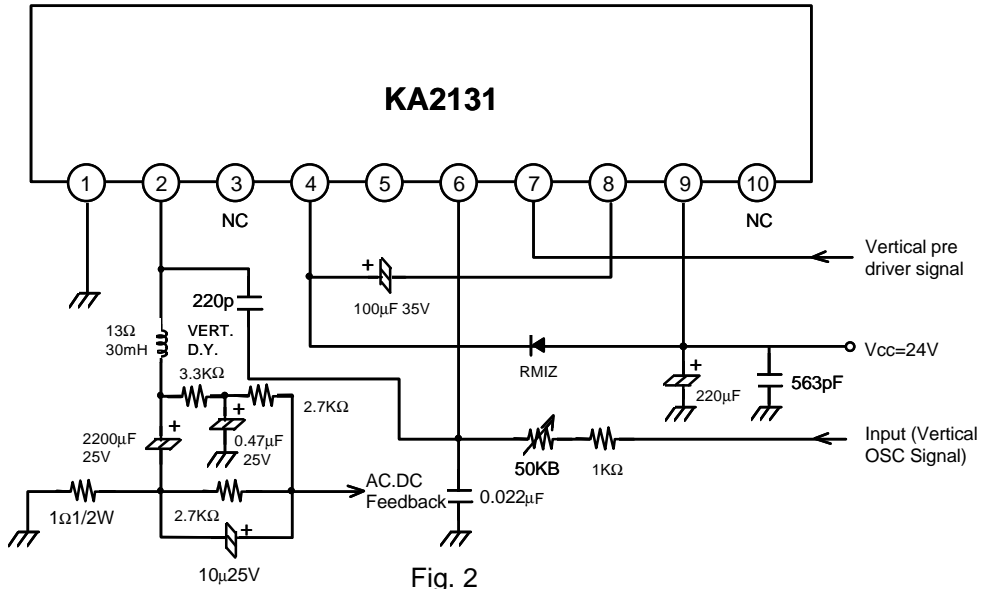 KA2131
1
2
3
4
5
6
7
8
9
10
NC
NC
Vertical pre
driver signal
220p
100μF 35V
13Ω
30mH
VERT.
D.Y.
RMIZ
Vcc=24V
220μF
563pF
3.3KΩ
2.7KΩ
2200μF
25V
0.47μF
25V
50KB
1KΩ
Input (Vertical
OSC Signal)
AC.DC
Feedback
0.022μF
1Ω1/2W
2.7KΩ
10μ25V
Fig. 2